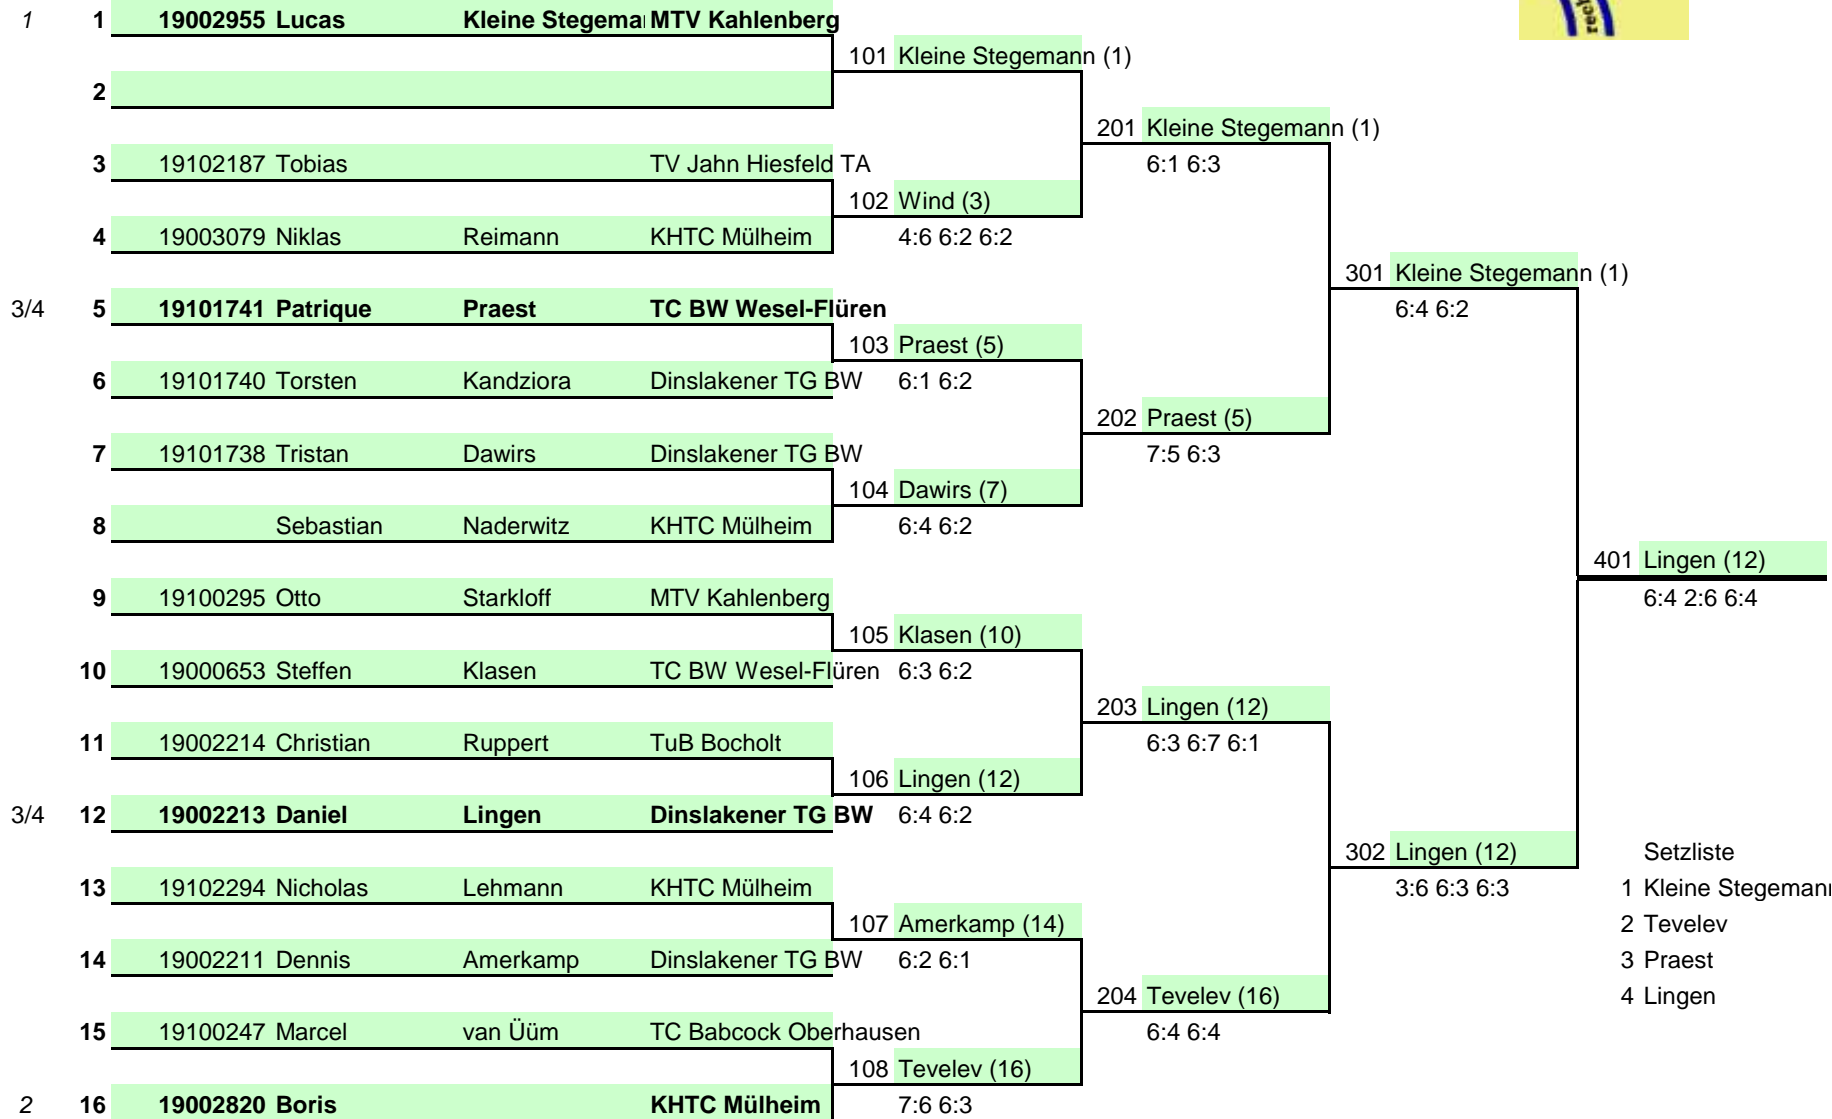 rech
1 1 19002955 Lucas Kleine Stegema MTV Kahlenberg
101 Kleine Stegemann (1)
2
201 Kleine Stegemann (1)
3 19102187 Tobias TV Jahn Hiesfeld TA 6:1 6:3
102 Wind (3)
4 19003079 Niklas Reimann KHTC Mülheim 4:6 6:2 6:2
301 Kleine Stegemann (1)
3/4 5 19101741 Patrique Praest TC BW Wesel-Flüren 6:4 6:2
103 Praest (5)
6 19101740 Torsten Kandziora Dinslakener TG BW 6:1 6:2
202 Praest (5)
7 19101738 Tristan Dawirs Dinslakener TG BW 7:5 6:3
104 Dawirs (7)
8 Sebastian Naderwitz KHTC Mülheim 6:4 6:2
401 Lingen (12)
9 19100295 Otto Starkloff MTV Kahlenberg 6:4 2:6 6:4
105 Klasen (10)
10 19000653 Steffen Klasen TC BW Wesel-Flüren 6:3 6:2
203 Lingen (12)
11 19002214 Christian Ruppert TuB Bocholt 6:3 6:7 6:1
106 Lingen (12)
3/4 12 19002213 Daniel Lingen Dinslakener TG BW 6:4 6:2
302 Lingen (12) Setzliste
13 19102294 Nicholas Lehmann KHTC Mülheim 3:6 6:3 6:3 1 Kleine Stegemann
107 Amerkamp (14) 2 Tevelev
14 19002211 Dennis Amerkamp Dinslakener TG BW 6:2 6:1 3 Praest
204 Tevelev (16) 4 Lingen
15 19100247 Marcel van Üüm TC Babcock Oberhausen 6:4 6:4
108 Tevelev (16)
2 16 19002820 Boris KHTC Mülheim 7:6 6:3